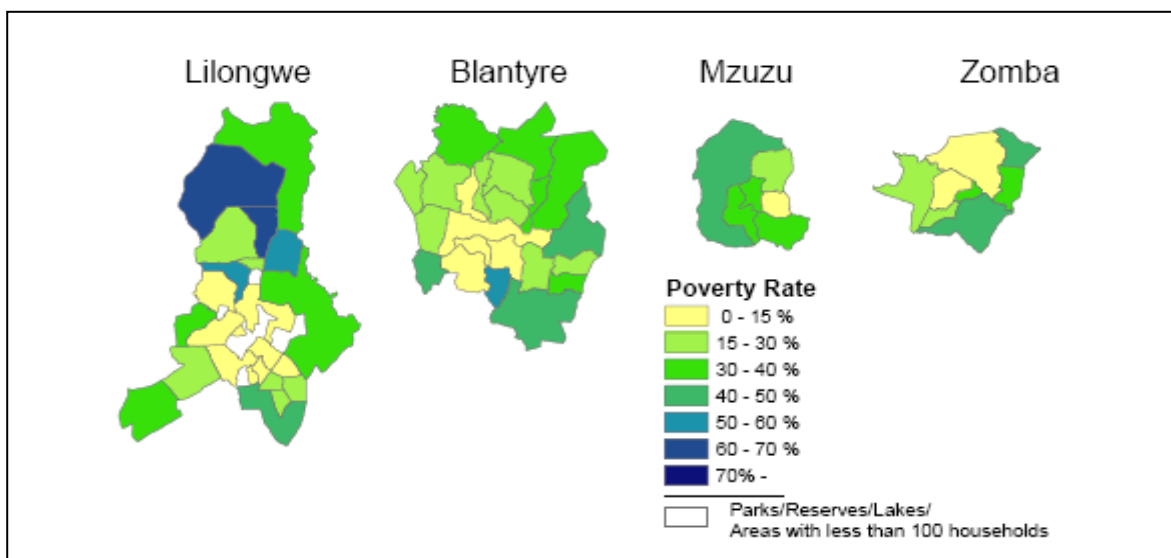 Lilongwe
Blantyre
Mzuzu
Zomba
Poverty Rate
0 - 15 %
15 - 30 %
30 - 40 %
40 - 50 %
50 - 60 %
60 - 70 %
70% -
Parks/Reserves/Lakes/
Areas with less than 100 households